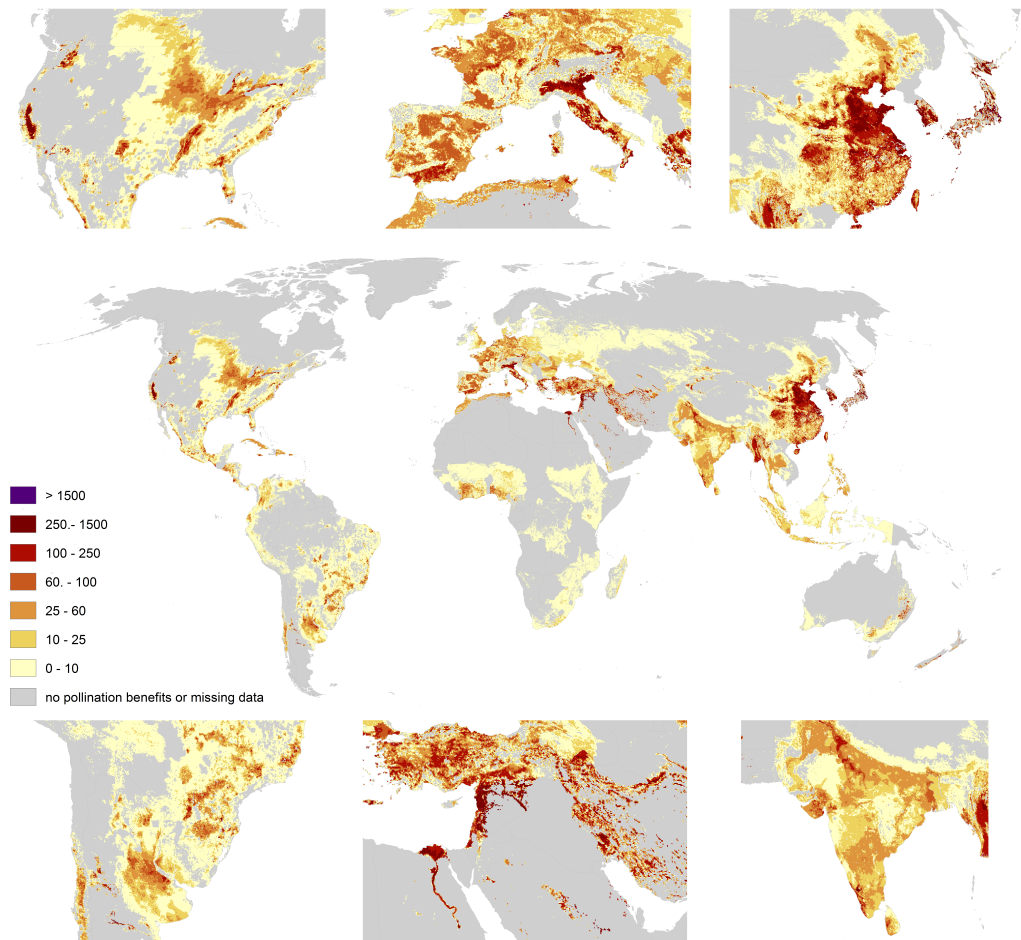 > 1500
250.- 1500
100 - 250
60. - 100
25 - 60
10 - 25
0 - 10
no pollination benefits or missing data